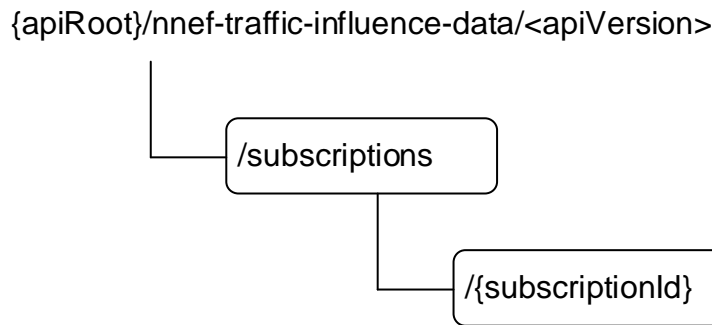 {apiRoot}/nnef-traffic-influence-data/<apiVersion>
/subscriptions
/{subscriptionId}